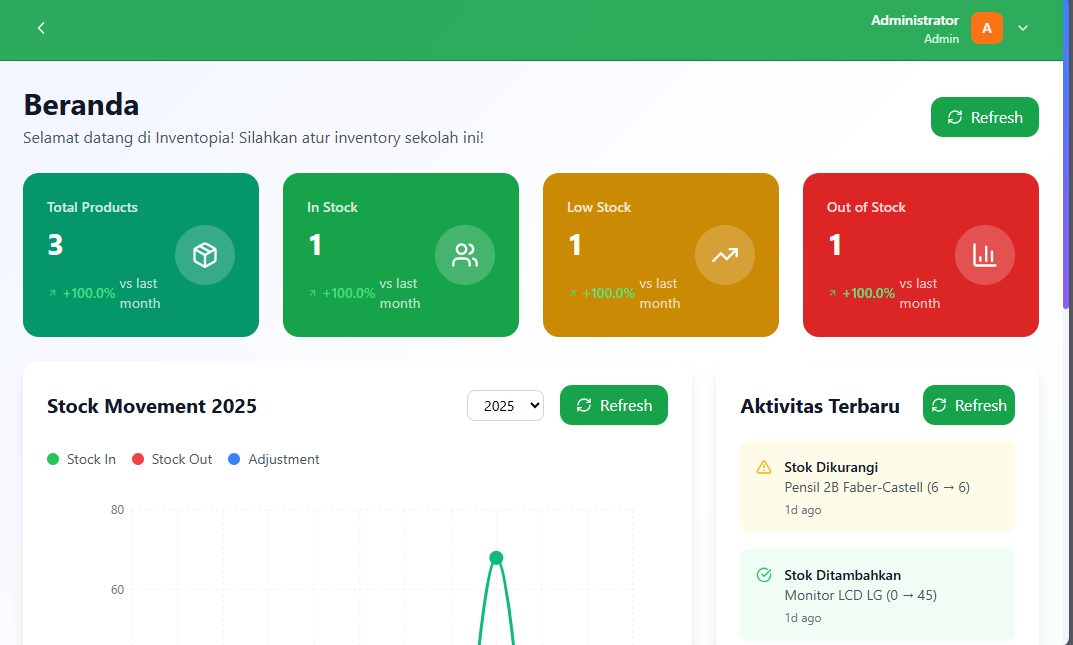 Administrator
A
Admin
Beranda
Selamat datang di Inventopia! Silahkan atur inventory sekolah ini!
Refresh
Total Products
3
+100.0% vs last
month
In Stock
1
+100.0% vs last
month
Low Stock
1
+100.0% vs last
month
Out of Stock
1
+100.0% vs last
month
Stock Movement 2025
2025
Refresh
Stock In
Stock Out
Adjustment
80
60
Aktivitas Terbaru
Refresh
Stok Dikurangi
Pensil 2B Faber-Castell (6 → 6)
1d ago
Stok Ditambahkan
Monitor LCD LG (0 → 45)
1d ago